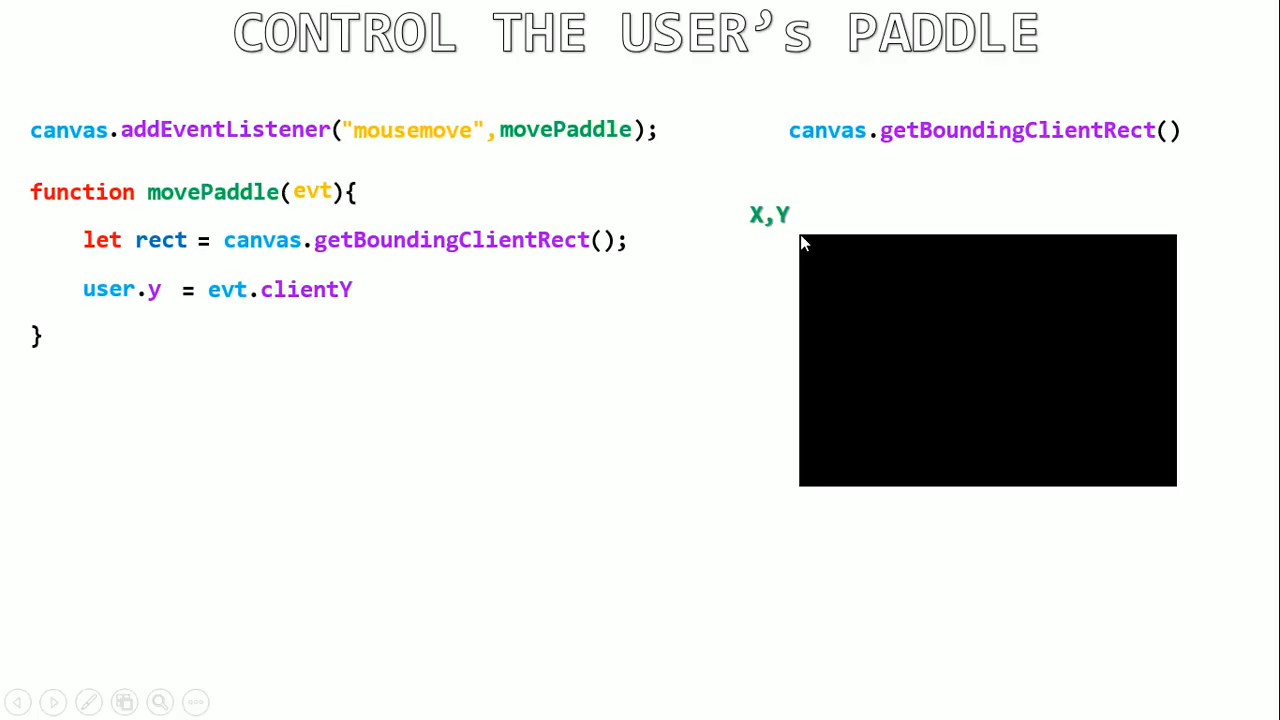 CONTROL THE USER’s PADDLE
canvas.addEventListener("mousemove",movePaddle);
canvas.getBoundingClientRect()
function movePaddle(evt){
X,Y
let rect = canvas.getBoundingClientRect();
user.y = evt.clientY
}